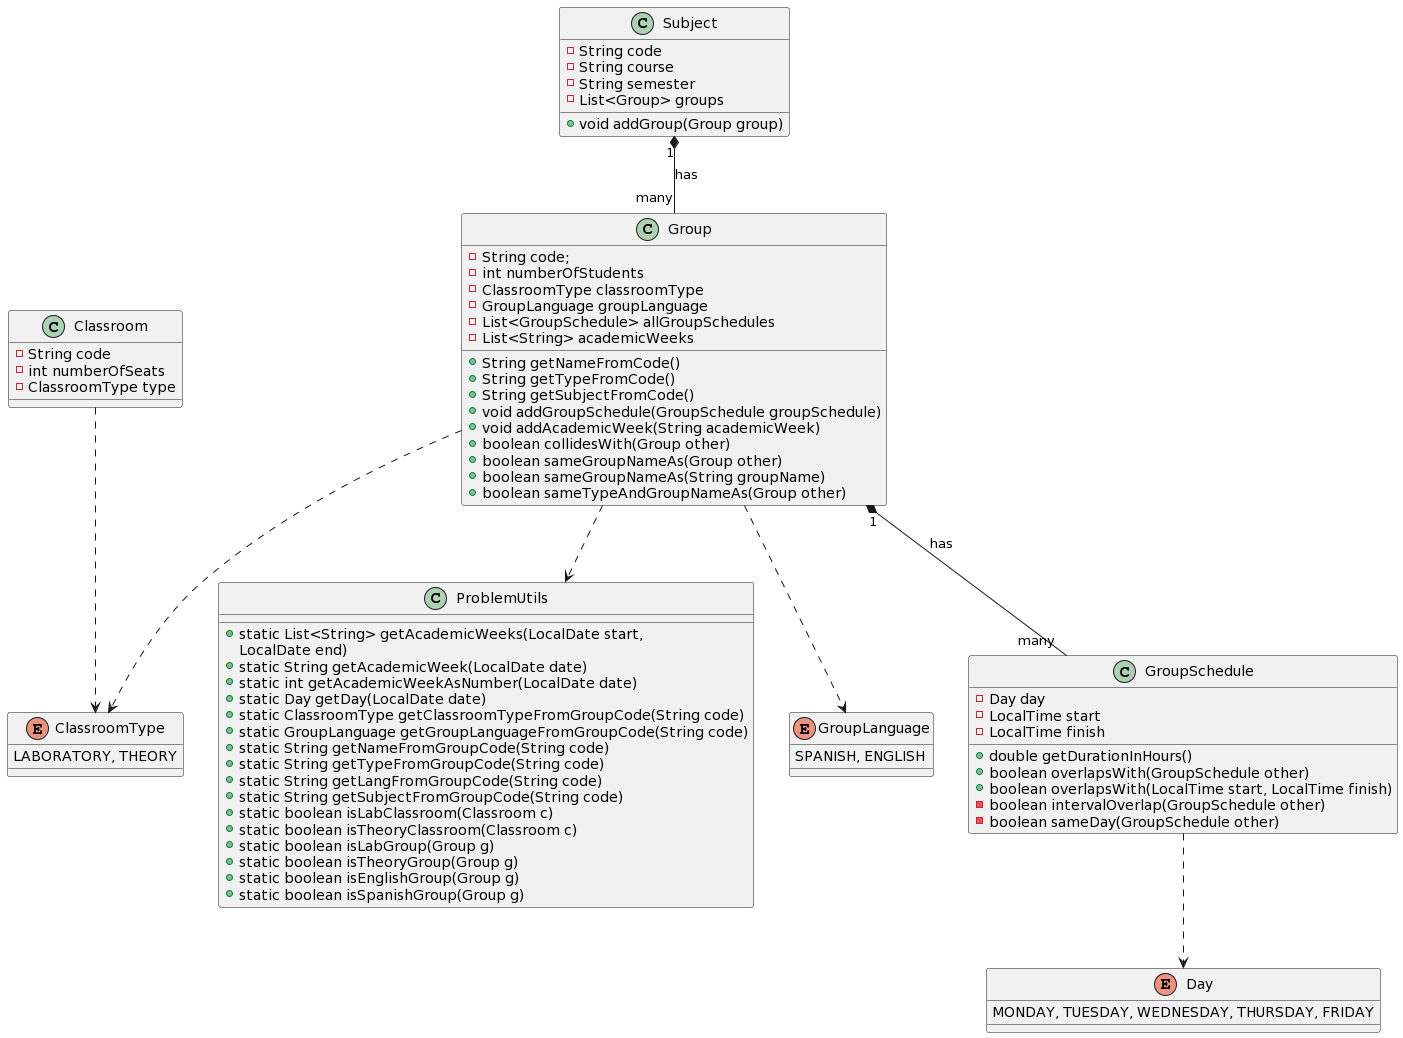 C Subject
String code
String course
String semester
List<Group> groups
void addGroup(Group group)
1
has
many
C Group
String code;
int numberOfStudents
ClassroomType classroomType
GroupLanguage groupLanguage
List<GroupSchedule> allGroupSchedules
List<String> academicWeeks
String getNameFromCode()
String getTypeFromCode()
String getSubjectFromCode()
void addGroupSchedule(GroupSchedule groupSchedule)
void addAcademicWeek(String academicWeek)
boolean collidesWith(Group other)
boolean sameGroupNameAs(Group other)
boolean sameGroupNameAs(String groupName)
boolean sameTypeAndGroupNameAs(Group other)
C Classroom
String code
int numberOfSeats
ClassroomType type
1
has
many
C ProblemUtils
static List<String> getAcademicWeeks(LocalDate start,
LocalDate end)
static String getAcademicWeek(LocalDate date)
static int getAcademicWeekAsNumber(LocalDate date)
static Day getDay(LocalDate date)
static ClassroomType getClassroomTypeFromGroupCode(String code)
static GroupLanguage getGroupLanguageFromGroupCode(String code)
static String getNameFromGroupCode(String code)
static String getTypeFromGroupCode(String code)
static String getLangFromGroupCode(String code)
static String getSubjectFromGroupCode(String code)
static boolean isLabClassroom(Classroom c)
static boolean isTheoryClassroom(Classroom c)
static boolean isLabGroup(Group g)
static boolean isTheoryGroup(Group g)
static boolean isEnglishGroup(Group g)
static boolean isSpanishGroup(Group g)
E ClassroomType
LABORATORY, THEORY
E GroupLanguage
SPANISH, ENGLISH
C GroupSchedule
Day day
LocalTime start
LocalTime finish
double getDurationInHours()
boolean overlapsWith(GroupSchedule other)
boolean overlapsWith(LocalTime start, LocalTime finish)
boolean intervalOverlap(GroupSchedule other)
boolean sameDay(GroupSchedule other)
E Day
MONDAY, TUESDAY, WEDNESDAY, THURSDAY, FRIDAY